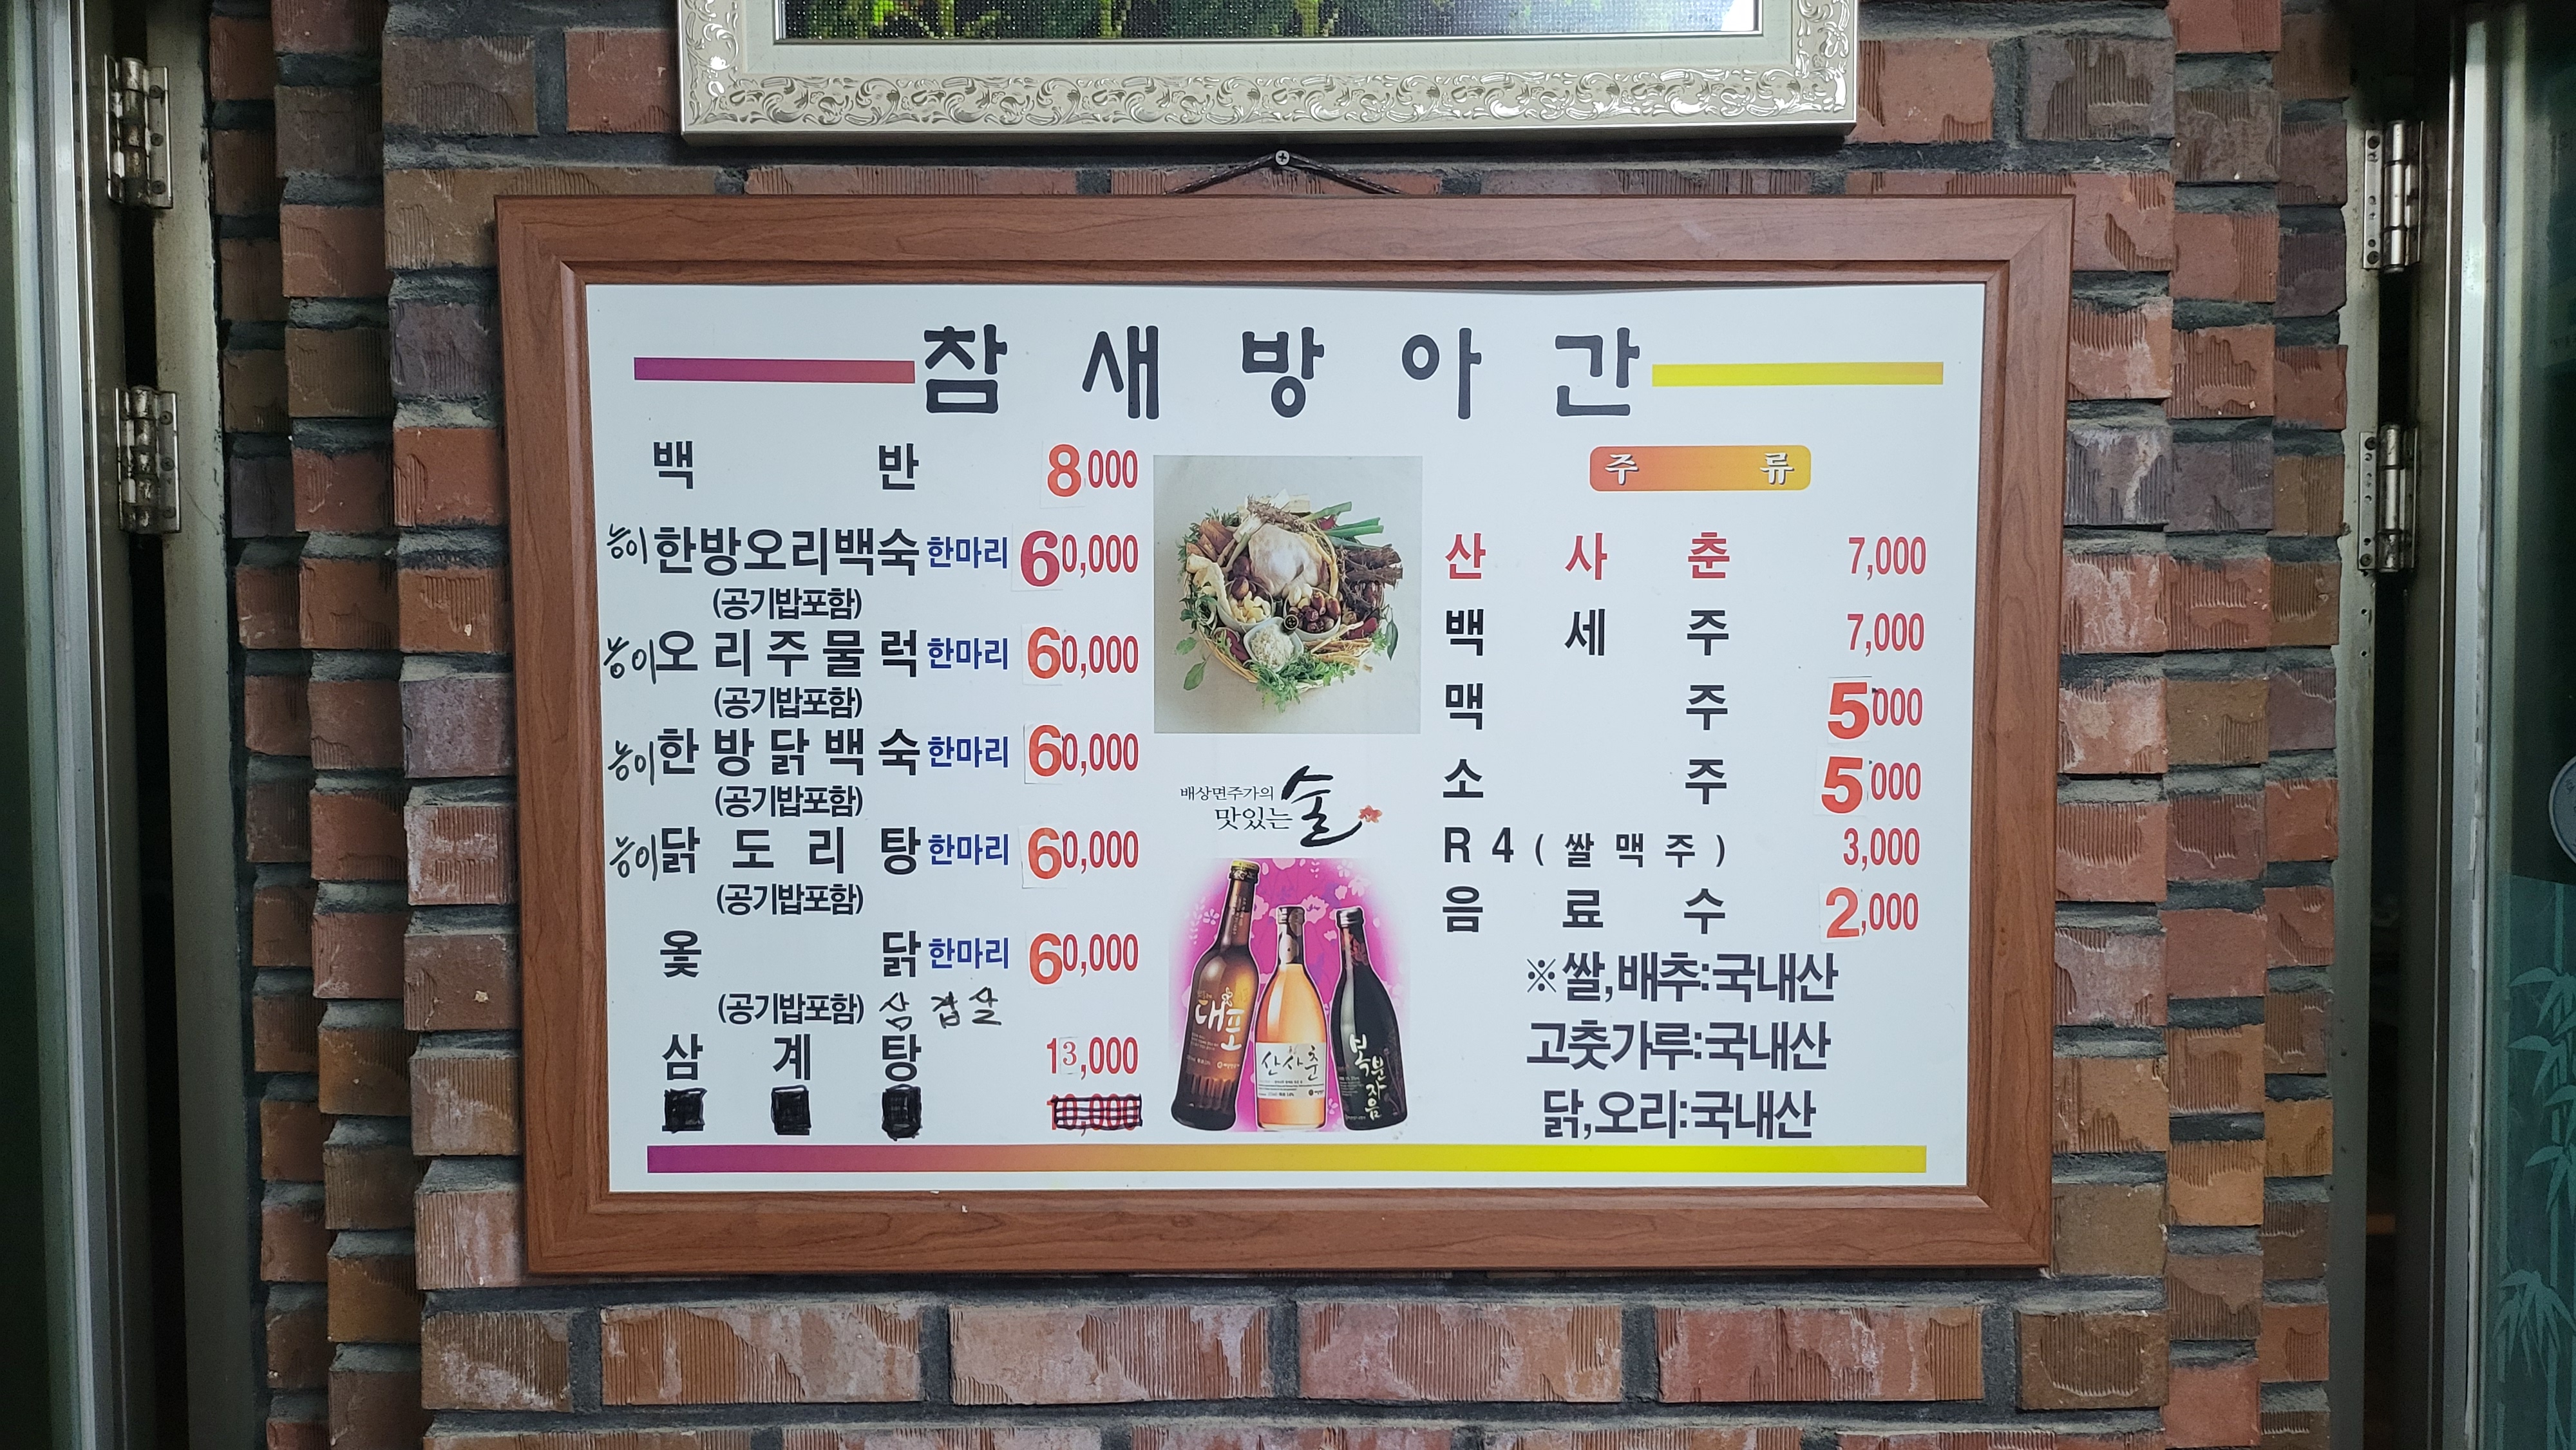 참새방아간
백반 8000
능이 한방오리백숙 한마리 60,000
(공기밥포함)
능이 오리주물럭 한마리 60,000
(공기밥포함)
능이 한방닭백숙 한마리 60,000
(공기밥포함)
능이 닭도리탕 한마리 60,000
(공기밥포함)
옻닭 한마리 60,000
(공기밥포함) 삼겹살
삼계탕 13,000
10,000
배상면주가의
맛있는 술
대포
산사춘
복분자음
주류
산사춘 7,000
백세주 7,000
맥주 5000
소주 5000
R4(쌀맥주) 3,000
음료수 2,000
※쌀,배추:국내산
고춧가루:국내산
닭,오리:국내산